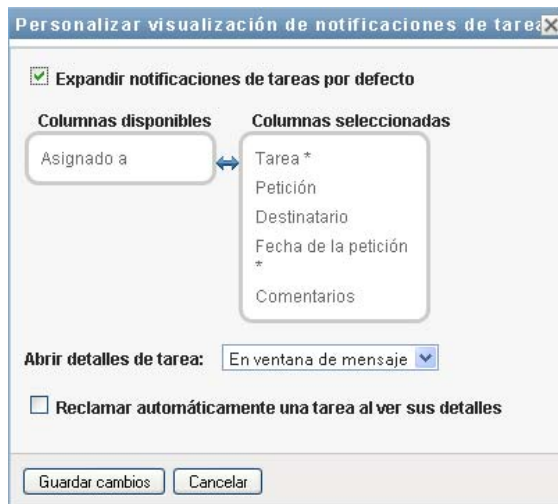 Personalizar visualización de notificaciones de tarea
Expandir notificaciones de tareas por defecto
Columnas disponibles
Asignado a
Columnas seleccionadas
Tarea *
Petición
Destinatario
Fecha de la petición
*
Comentarios
Abrir detalles de tarea: En ventana de mensaje
Reclamar automáticamente una tarea al ver sus detalles
Guardar cambios Cancelar